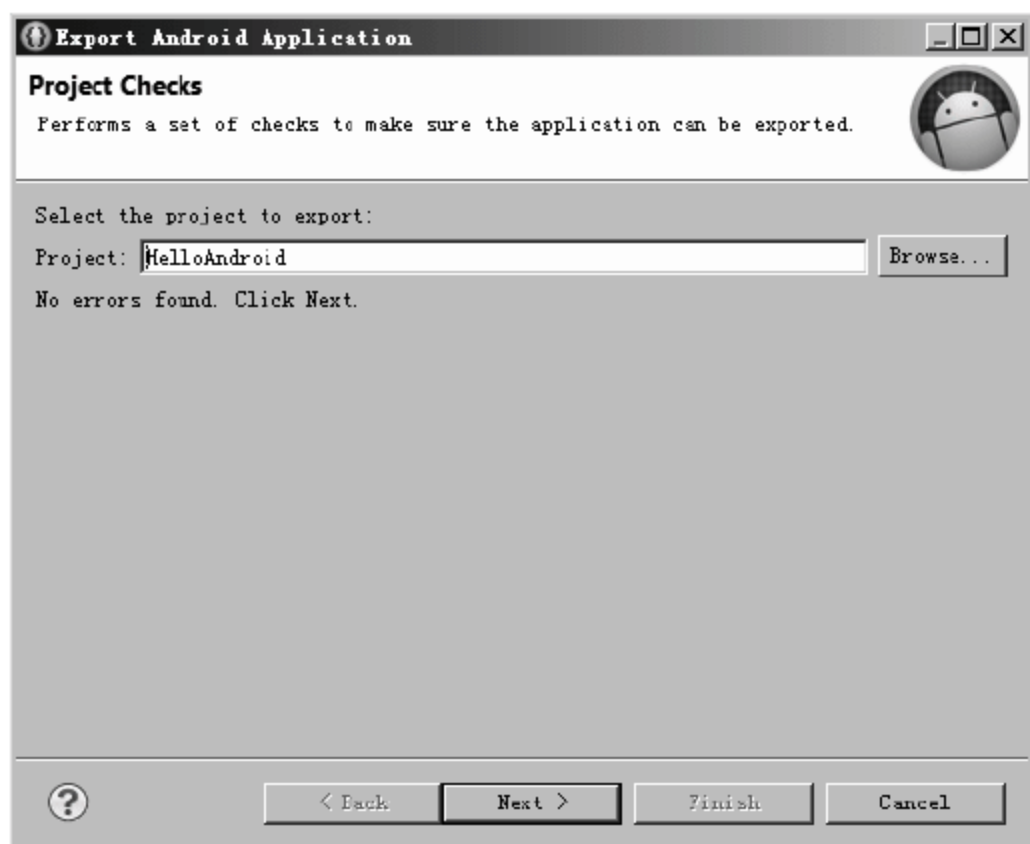 Export Android Application
Project Checks
Performs a set of checks to make sure the application can be exported.
Select the project to export:
Project: HelloAndroid Browse...
No errors found. Click Next.
? < Back Next > Finish Cancel